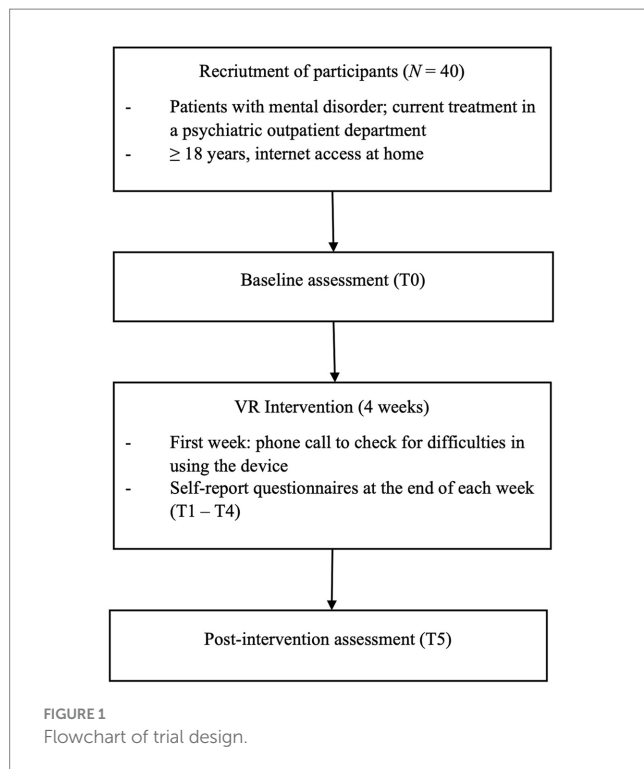 Recriutment of participants (N = 40)
- Patients with mental disorder; current treatment in
a psychiatric outpatient department
- ≥ 18 years, internet access at home
Baseline assessment (T0)
VR Intervention (4 weeks)
- First week: phone call to check for difficulties in
using the device
- Self-report questionnaires at the end of each week
(T1 – T4)
Post-intervention assessment (T5)
FIGURE 1
Flowchart of trial design.